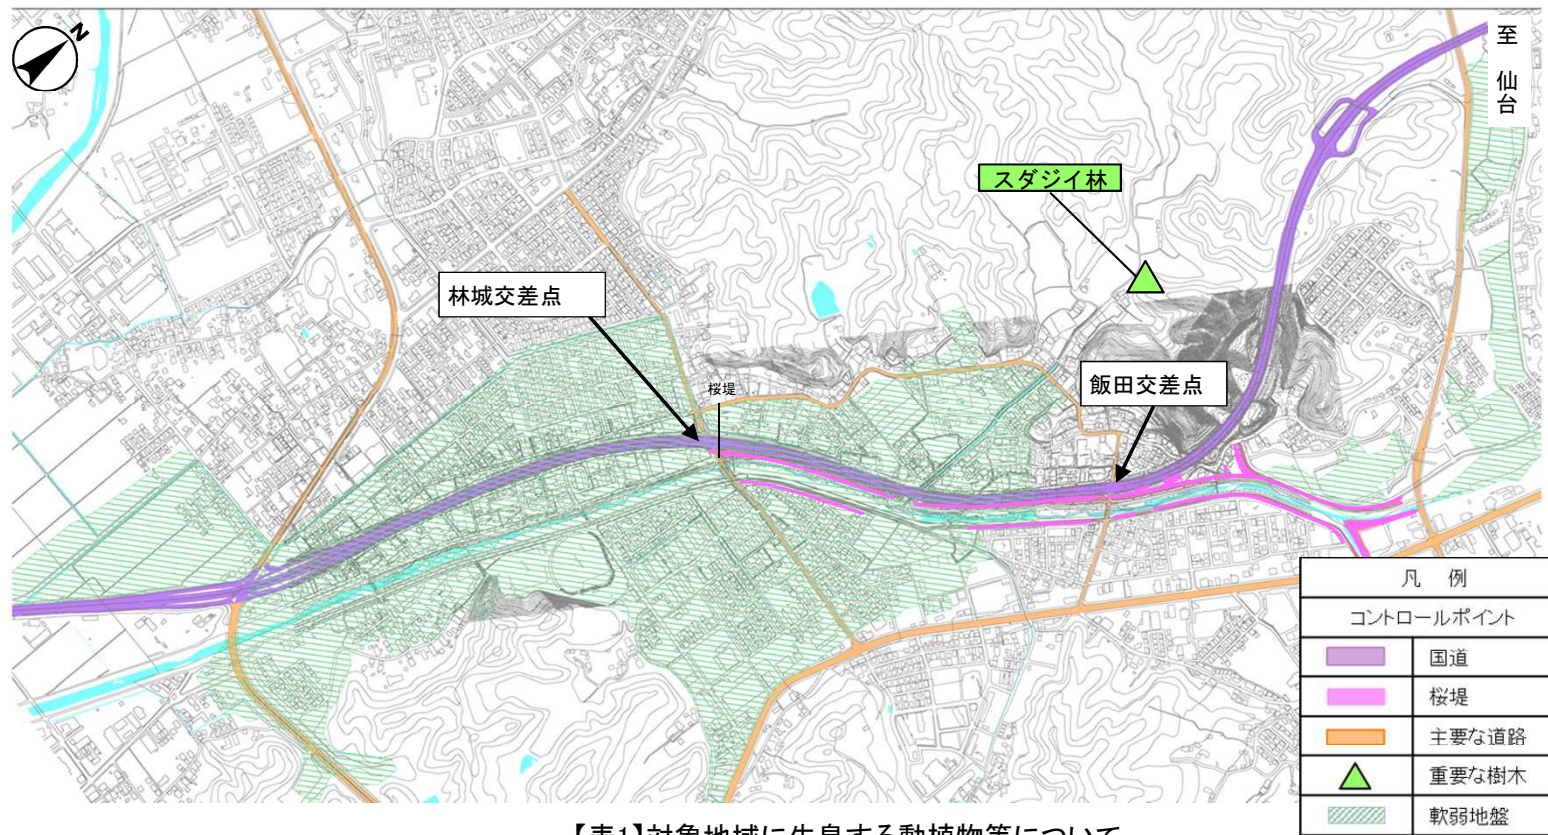 N
至
仙
台
スダジイ林
林城交差点
桜堤
飯田交差点
凡 例
コントロールポイント
国道
桜堤
主要な道路
重要な樹木
軟弱地盤
【表1】対象地域に生息する動植物等について